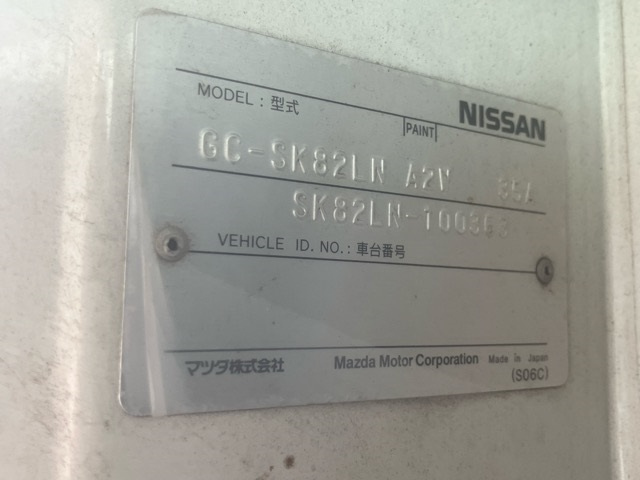 MODEL : 型式 NISSAN
PAINT
GC-SK82LN A2W
SK82LN-
VEHICLE ID. NO. : 車台番号
マツダ株式会社 Mazda Motor Corporation Made in Japan
(S06C)